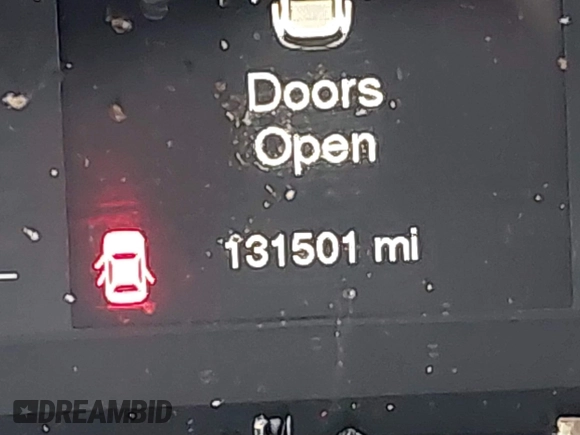 Doors
Open
131501 mi
DREAMBID